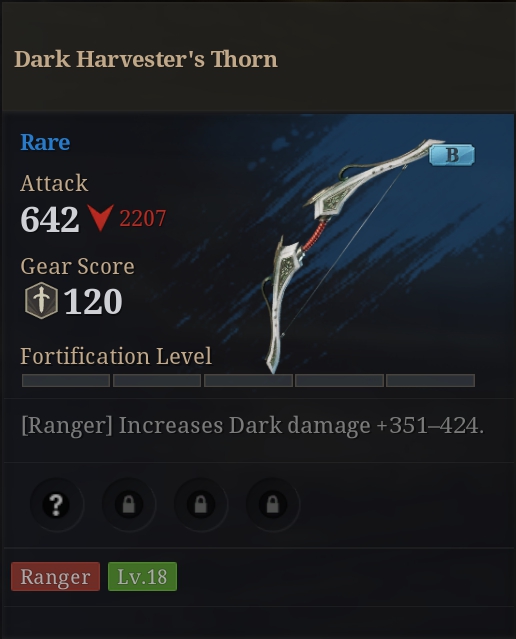 Dark Harvester's Thorn
Rare
B
Attack
642 2207
Gear Score
120
Fortification Level
[Ranger] Increases Dark damage +351–424.
?
Ranger Lv.18